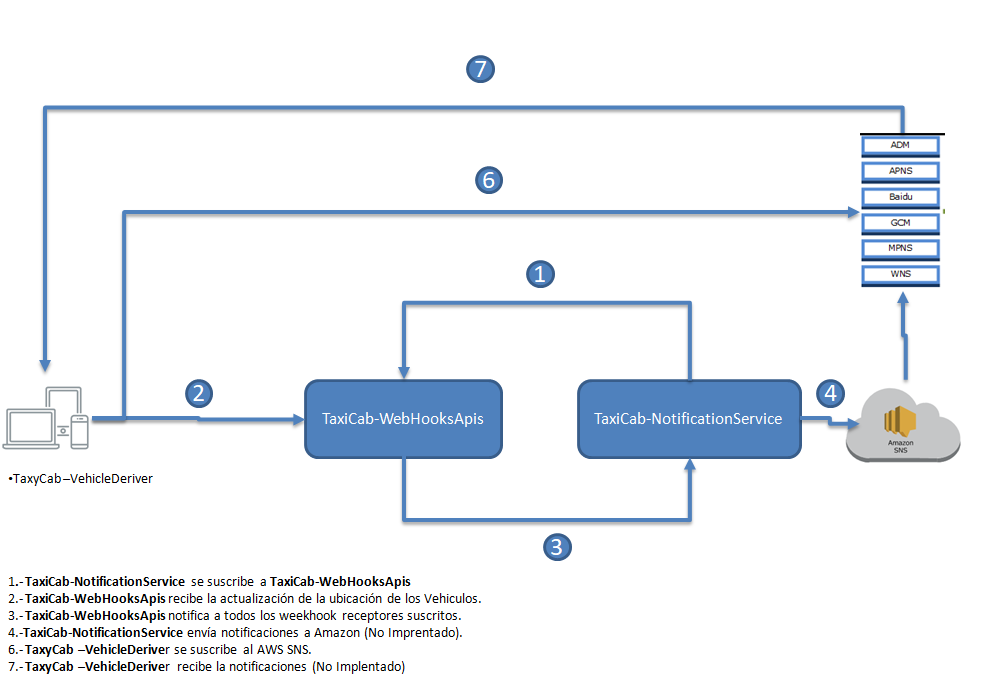 7
ADM
APNS
Baidu
GCM
MPNS
WNS
6
1
2
TaxiCab-WebHooksApis
TaxiCab-NotificationService
4
Amazon
SNS
•TaxyCab –VehicleDeriver
3
1.- TaxiCab-NotificationService se suscribe a TaxiCab-WebHooksApis
2.- TaxiCab-WebHooksApis recibe la actualización de la ubicación de los Vehiculos.
3.- TaxiCab-WebHooksApis notifica a todos los weekhook receptores suscritos.
4.-TaxiCab-NotificationService envía notificaciones a Amazon (No Imprentado).
6.- TaxyCab –VehicleDeriver se suscribe al AWS SNS.
7.- TaxyCab –VehicleDeriver recibe la notificaciones (No Implentado)